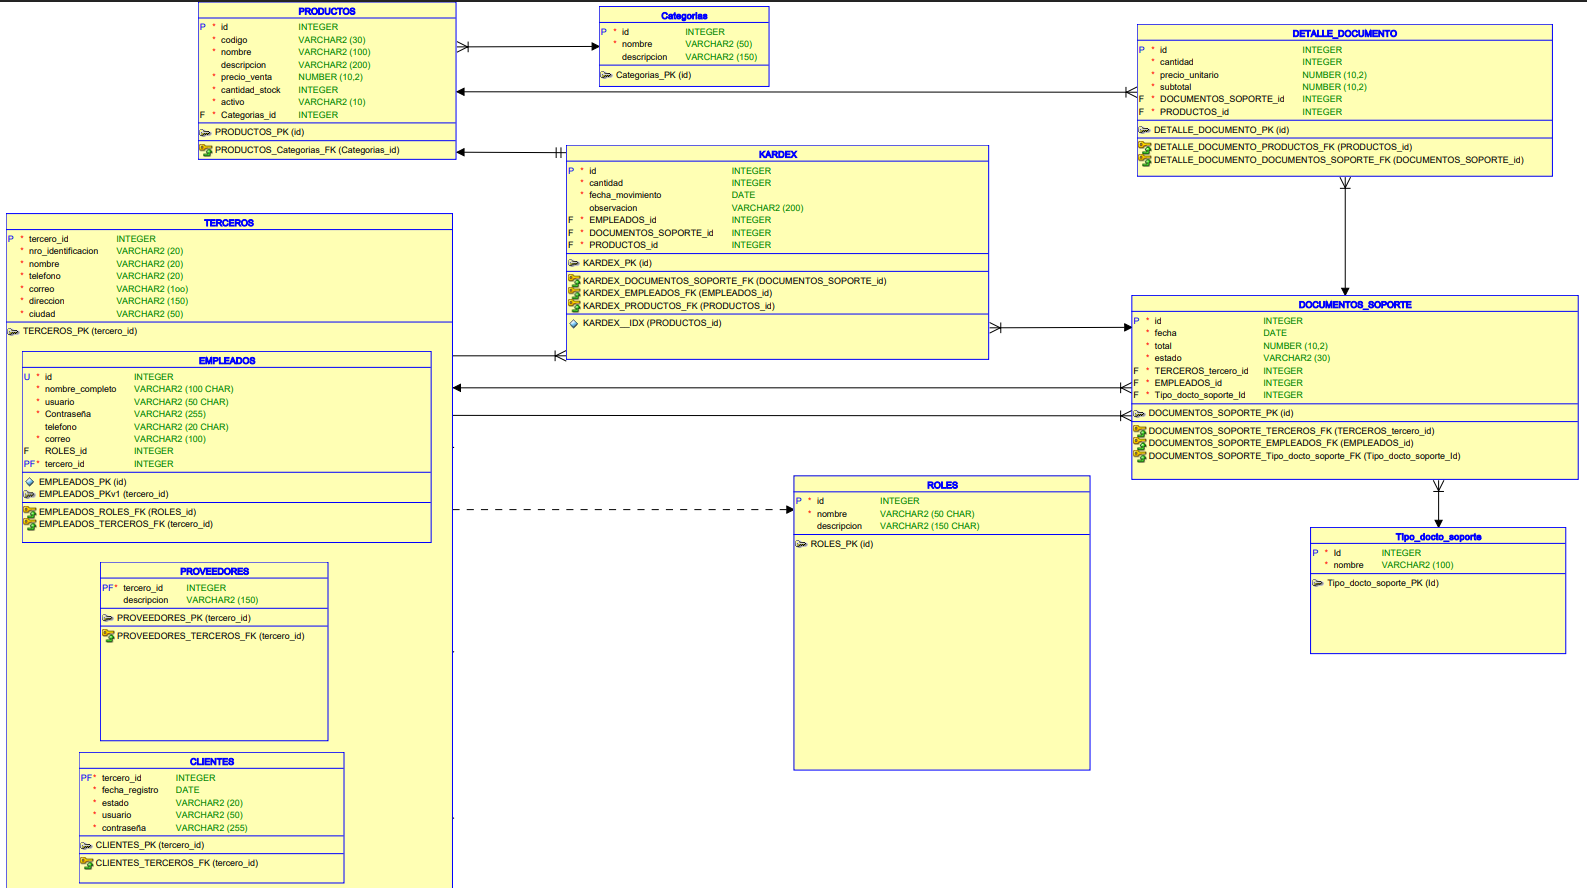 PRODUCTOS
P * id INTEGER
* codigo VARCHAR2 (30)
* nombre VARCHAR2 (100)
descripcion VARCHAR2 (200)
* precio_venta NUMBER (10,2)
* cantidad_stock INTEGER
* activo VARCHAR2 (10)
F * Categorias_id INTEGER
PRODUCTOS_PK (id)
PRODUCTOS_Categorias_FK (Categorias_id)
Categorias
P * id INTEGER
* nombre VARCHAR2 (50)
* descripcion VARCHAR2 (150)
Categorias_PK (id)
DETALLE_DOCUMENTO
P * id INTEGER
* cantidad INTEGER
* precio_unitario NUMBER (10,2)
* subtotal NUMBER (10,2)
F * DOCUMENTOS_SOPORTE_id INTEGER
F * PRODUCTOS_id INTEGER
DETALLE_DOCUMENTO_PK (id)
DETALLE_DOCUMENTO_PRODUCTOS_FK (PRODUCTOS_id)
DETALLE_DOCUMENTO_DOCUMENTOS_SOPORTE_FK (DOCUMENTOS_SOPORTE_id)
KARDEX
P * id INTEGER
* cantidad INTEGER
* fecha_movimiento DATE
observacion VARCHAR2 (200)
F * EMPLEADOS_id INTEGER
F * DOCUMENTOS_SOPORTE_id INTEGER
F * PRODUCTOS_id INTEGER
KARDEX_PK (id)
KARDEX_DOCUMENTOS_SOPORTE_FK (DOCUMENTOS_SOPORTE_id)
KARDEX_EMPLEADOS_FK (EMPLEADOS_id)
KARDEX_PRODUCTOS_FK (PRODUCTOS_id)
KARDEX__IDX (PRODUCTOS_id)
TERCEROS
P * tercero_id INTEGER
* nro_identificacion VARCHAR2 (20)
* nombre VARCHAR2 (20)
* telefono VARCHAR2 (20)
* correo VARCHAR2 (1oo)
* direccion VARCHAR2 (150)
* ciudad VARCHAR2 (50)
TERCEROS_PK (tercero_id)
EMPLEADOS
U * id INTEGER
* nombre_completo VARCHAR2 (100 CHAR)
* usuario VARCHAR2 (50 CHAR)
* Contraseña VARCHAR2 (255)
telefono VARCHAR2 (20 CHAR)
* correo VARCHAR2 (100)
F ROLES_id INTEGER
PF* tercero_id INTEGER
EMPLEADOS_PK (id)
EMPLEADOS_PKv1 (tercero_id)
EMPLEADOS_ROLES_FK (ROLES_id)
EMPLEADOS_TERCEROS_FK (tercero_id)
PROVEEDORES
PF* tercero_id INTEGER
descripcion VARCHAR2 (150)
PROVEEDORES_PK (tercero_id)
PROVEEDORES_TERCEROS_FK (tercero_id)
CLIENTES
PF* tercero_id INTEGER
* fecha_registro DATE
* estado VARCHAR2 (20)
* usuario VARCHAR2 (50)
* contraseña VARCHAR2 (255)
CLIENTES_PK (tercero_id)
CLIENTES_TERCEROS_FK (tercero_id)
DOCUMENTOS_SOPORTE
P * id INTEGER
* fecha DATE
* total NUMBER (10,2)
* estado VARCHAR2 (30)
F * TERCEROS_tercero_id INTEGER
F * EMPLEADOS_id INTEGER
F * Tipo_docto_soporte_Id INTEGER
DOCUMENTOS_SOPORTE_PK (id)
DOCUMENTOS_SOPORTE_TERCEROS_FK (TERCEROS_tercero_id)
DOCUMENTOS_SOPORTE_EMPLEADOS_FK (EMPLEADOS_id)
DOCUMENTOS_SOPORTE_Tipo_docto_soporte_FK (Tipo_docto_soporte_Id)
ROLES
P * id INTEGER
* nombre VARCHAR2 (50 CHAR)
descripcion VARCHAR2 (150 CHAR)
ROLES_PK (id)
Tipo_docto_soporte
P * Id INTEGER
* nombre VARCHAR2 (100)
Tipo_docto_soporte_PK (Id)